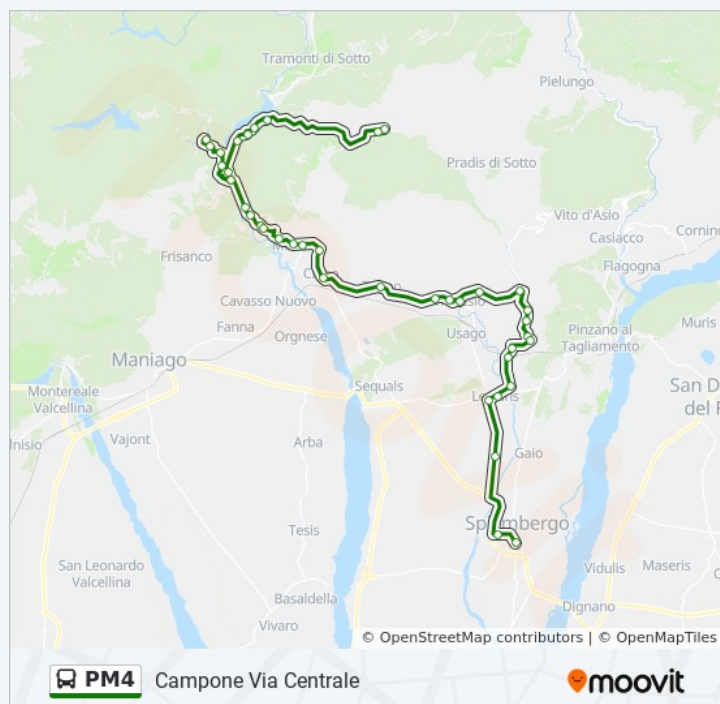 Tramonti di Sotto
Pielungo
Pradis di Sotto
Vito d'Asio
Casiacco
Cornino
Frisanco
Flagogna
Cavasso Nuovo
Fanna
Orgnese
Usago
Pinzano al
Tagliamento
Muris
Maniago
Sequals
San D
del F
Montereale
Valcellina
Vajont
Arba
Gaio
Tesis
San Leonardo
Valcellina
Basaldella
Vivaro
Vidulis
Maseris
Dignano
© OpenStreetMap contributors | © OpenMapTiles
PM4 Campone Via Centrale
moovit